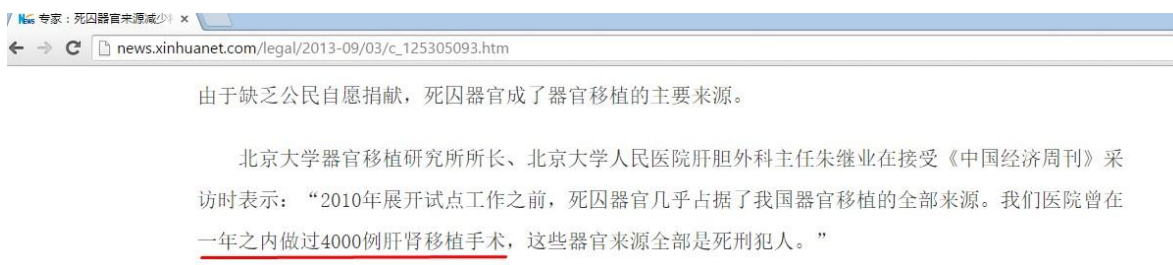 专家：死囚器官来源减少
news.xinhuanet.com/legal/2013-09/03/c_125305093.htm
由于缺乏公民自愿捐献，死囚器官成了器官移植的主要来源。
北京大学器官移植研究所所长、北京大学人民医院肝胆外科主任朱继业在接受《中国经济周刊》采
访时表示：“2010年展开试点工作之前，死囚器官几乎占据了我国器官移植的全部来源。我们医院曾在
一年之内做过4000例肝肾移植手术，这些器官来源全部是死刑犯人。”